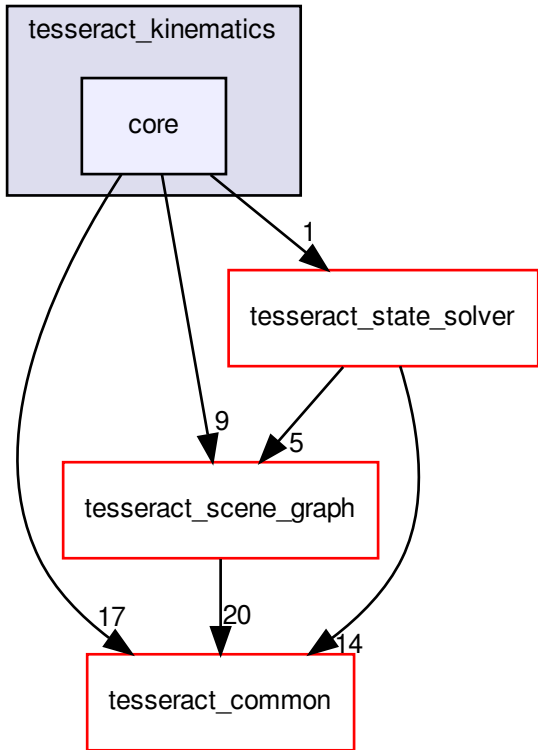 tesseract_kinematics
core
1
tesseract_state_solver
9
5
tesseract_scene_graph
17
20
14
tesseract_common